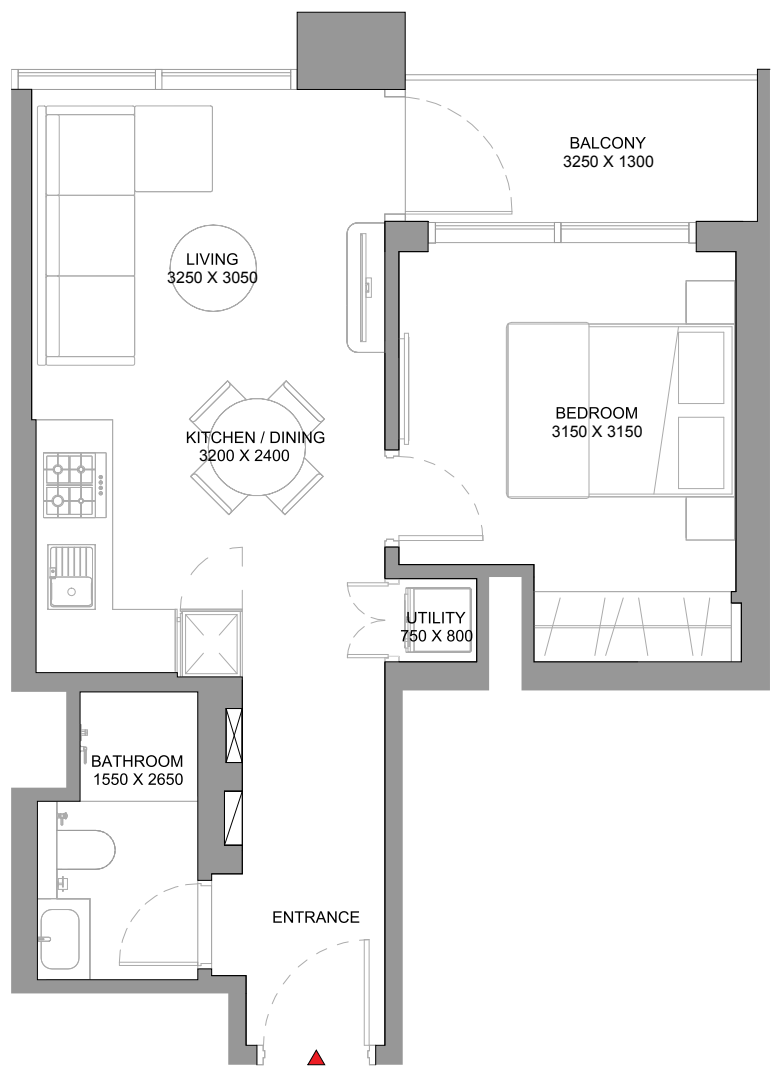 BALCONY
3250 X 1300
LIVING
3250 X 3050
BEDROOM
3150 X 3150
KITCHEN / DINING
3200 X 2400
UTILITY
750 X 800
BATHROOM
1550 X 2650
ENTRANCE